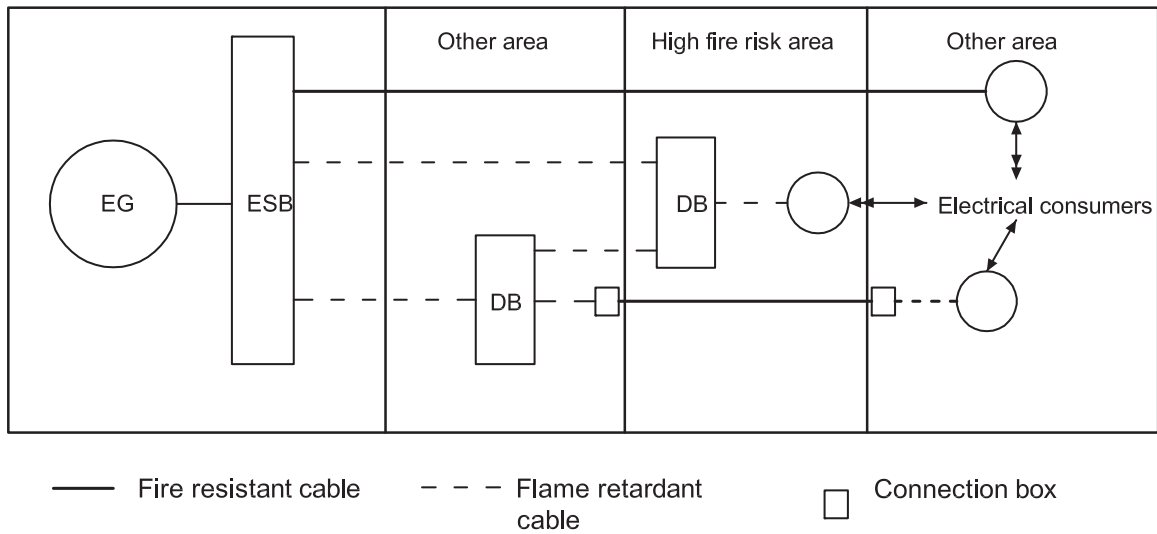 Other area
High fire risk area
Other area
EG
ESB
DB
DB
Electrical consumers
Fire resistant cable
Flame retardant
cable
Connection box